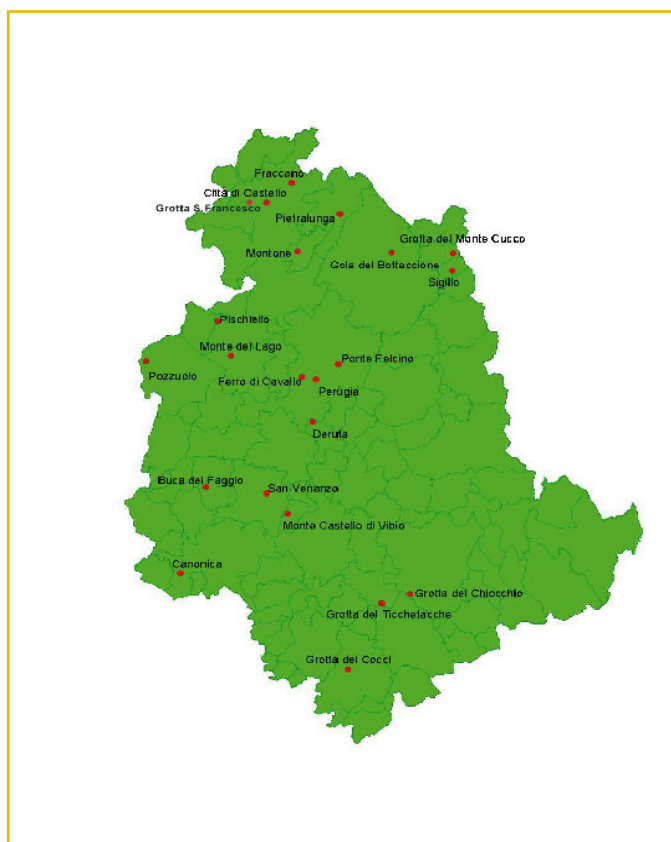 Fraccano
Città di Castello
Grotta S. Francesco
Pietralunga
Grotta del Monte Cucco
Montone
Gola del Bottaccione
Sigillo
Pischiello
Monte del Lago
Ponte Felcino
Pozzuolo
Ferro di Cavallo
Perugia
Deruta
Buca del Faggio
San Venanzo
Monte Castello di Vibio
Canonica
Grotta del Chiocchio
Grotta dei Ticchetacche
Grotta dei Cocci